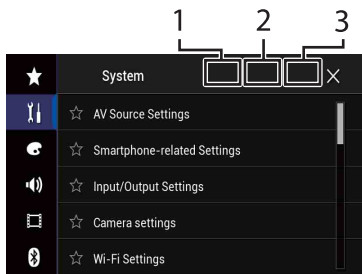 1 2 3
System
AV Source Settings
Smartphone-related Settings
Input/Output Settings
Camera settings
Wi-Fi Settings